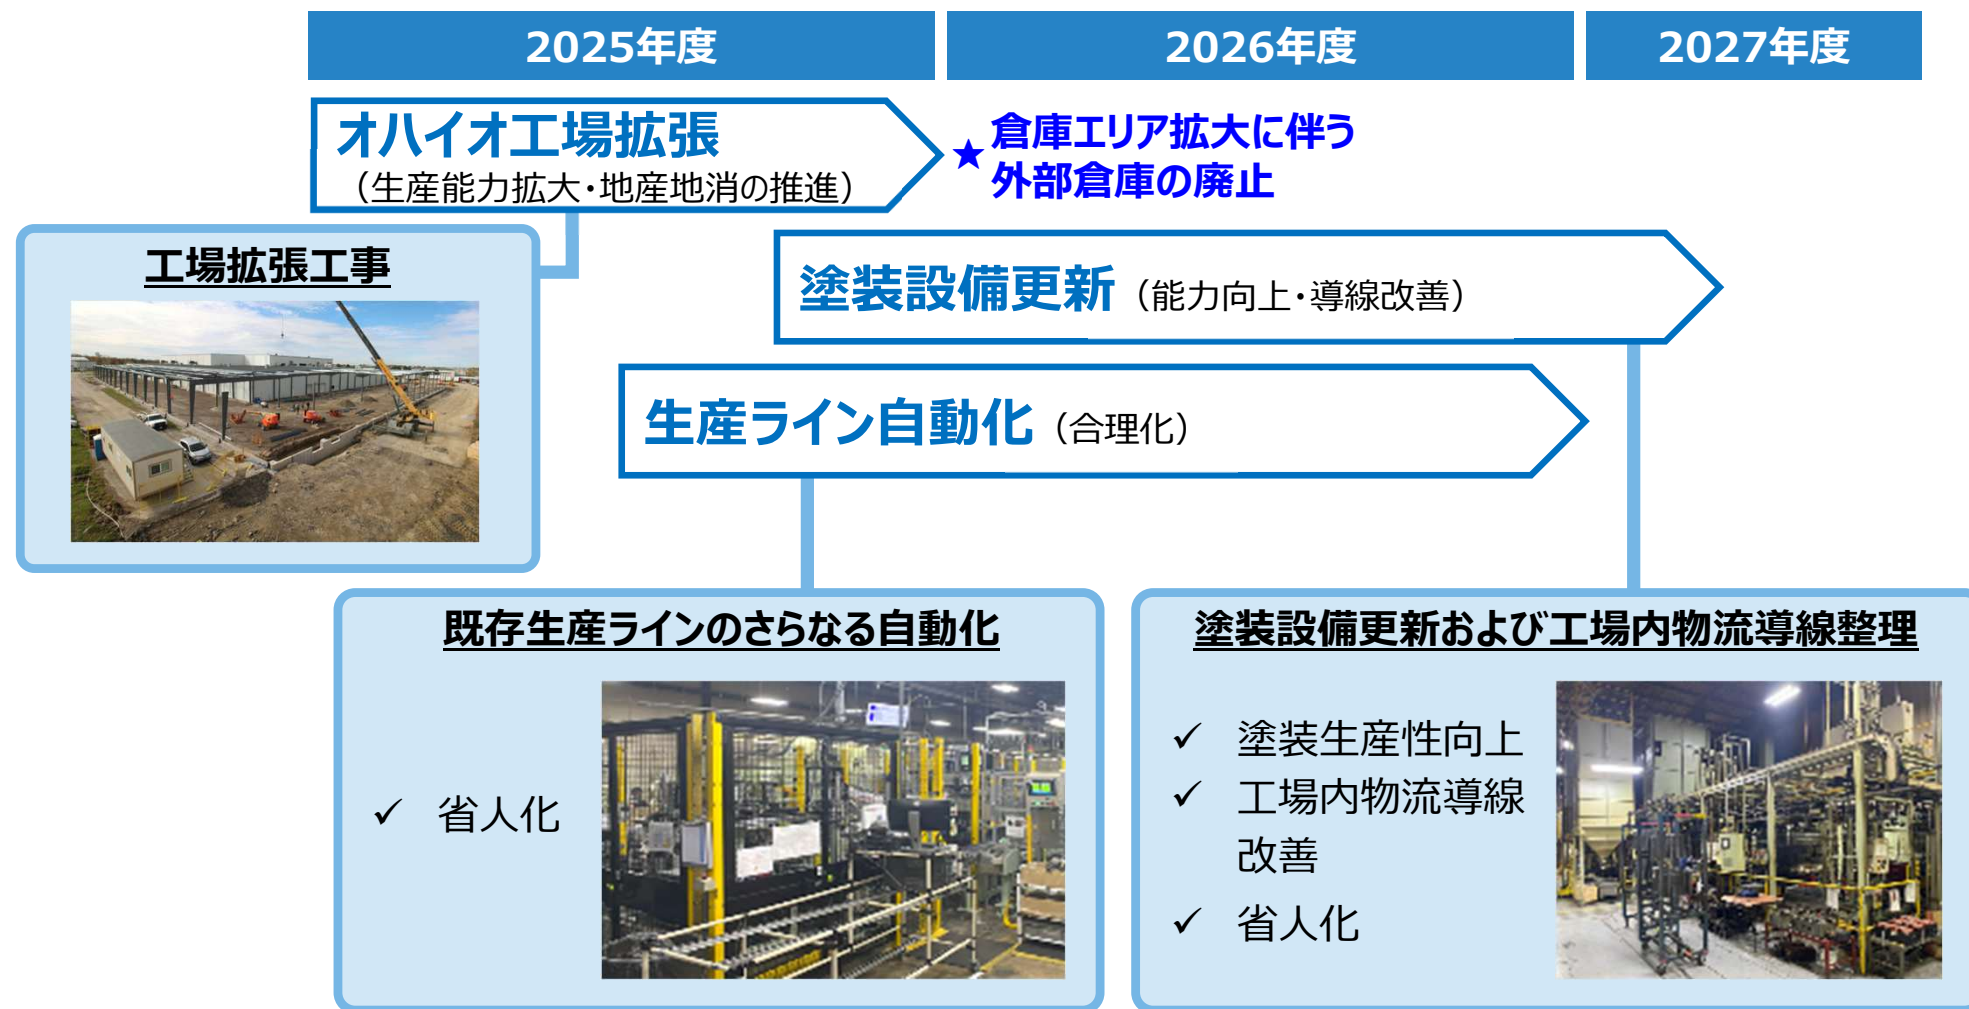 2025年度
2026年度
2027年度
オハイオ工場拡張
（生産能力拡大・地産地消の推進）
★倉庫エリア拡大に伴う
外部倉庫の廃止
工場拡張工事
塗装設備更新（能力向上・導線改善）
生産ライン自動化（合理化）
既存生産ラインのさらなる自動化
✓ 省人化
塗装設備更新および工場内物流導線整理
✓ 塗装生産性向上
✓ 工場内物流導線
改善
✓ 省人化